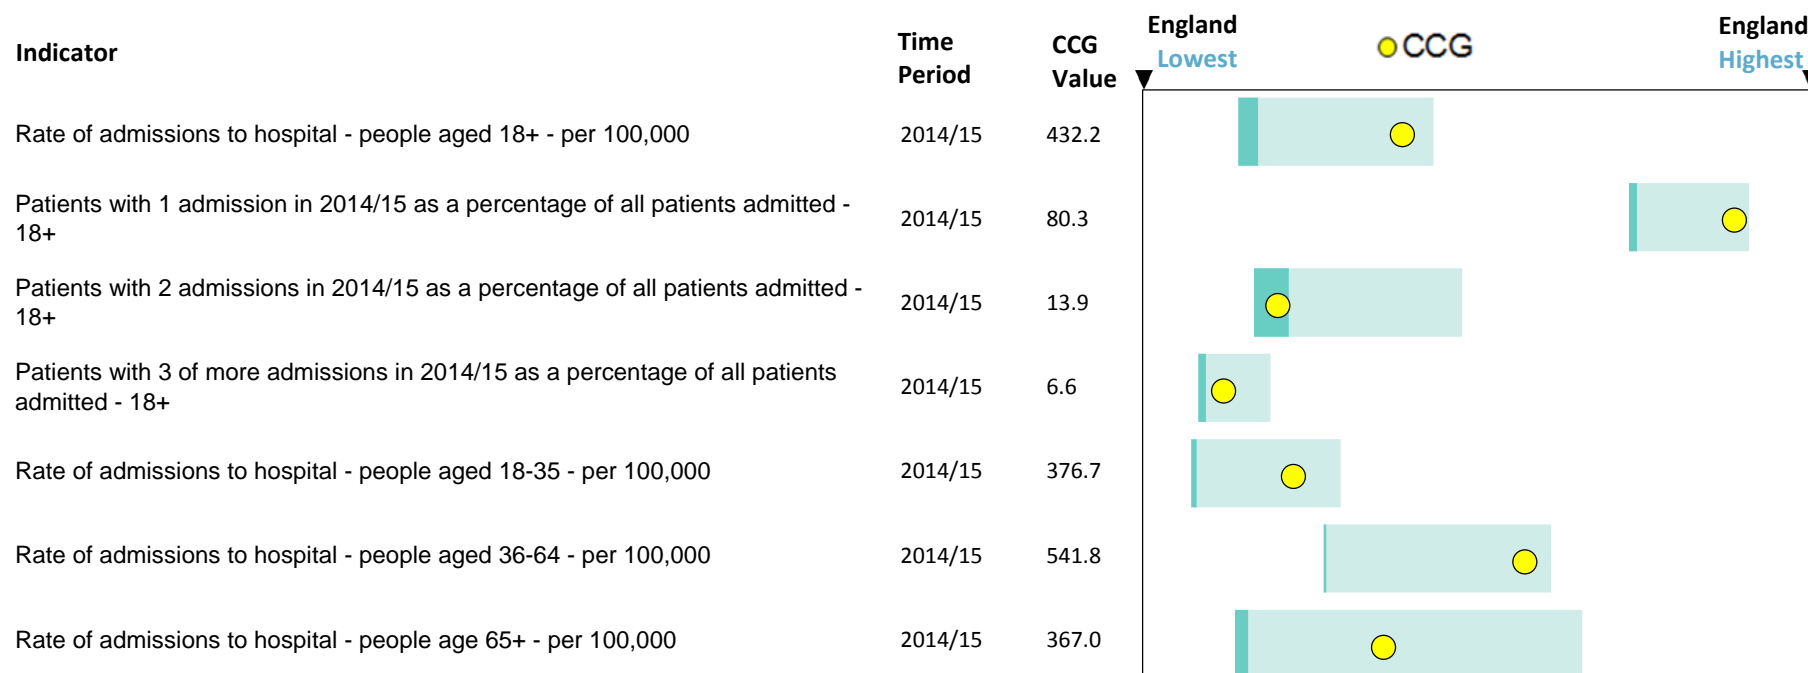 Indicator
Time
Period
CCG
Value
England
Lowest
CCG
England
Highest
Rate of admissions to hospital - people aged 18+ - per 100,000 2014/15 432.2
Patients with 1 admission in 2014/15 as a percentage of all patients admitted -
18+
2014/15 80.3
Patients with 2 admissions in 2014/15 as a percentage of all patients admitted -
18+
2014/15 13.9
Patients with 3 of more admissions in 2014/15 as a percentage of all patients
admitted - 18+
2014/15 6.6
Rate of admissions to hospital - people aged 18-35 - per 100,000 2014/15 376.7
Rate of admissions to hospital - people aged 36-64 - per 100,000 2014/15 541.8
Rate of admissions to hospital - people age 65+ - per 100,000 2014/15 367.0